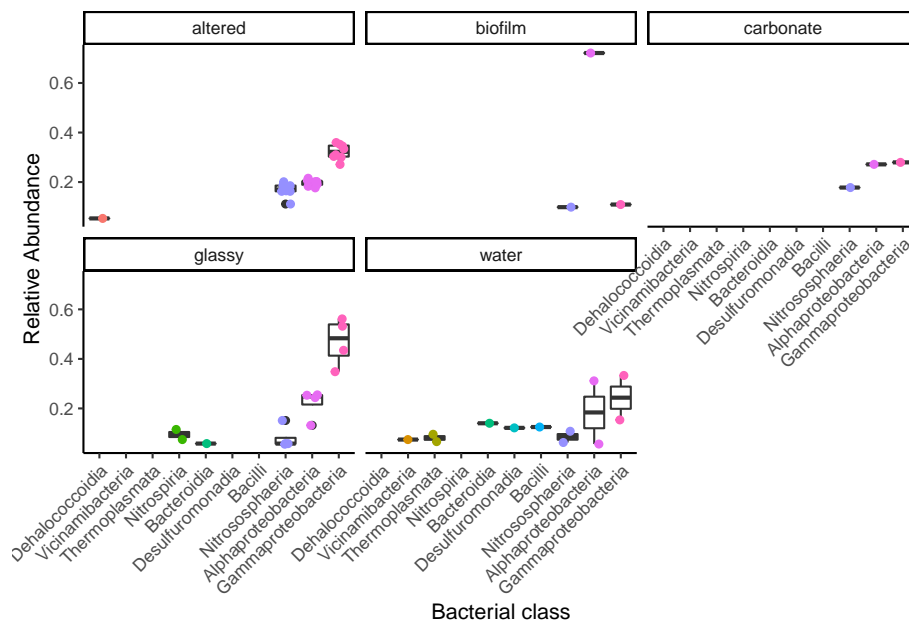 altered
biofilm
carbonate
Relative Abundance
0.6
0.4
0.2
Dehalococcoidia
Vicinamibacteria
Thermoplasmata
Nitrospiria
Bacteroidia
Desulfuromonadia
Bacilli
Nitrososphaeria
Alphaproteobacteria
Gammaproteobacteria
glassy
water
0.6
0.4
0.2
Dehalococcoidia
Vicinamibacteria
Thermoplasmata
Nitrospiria
Bacteroidia
Desulfuromonadia
Bacilli
Nitrososphaeria
Alphaproteobacteria
Gammaproteobacteria
Dehalococcoidia
Vicinamibacteria
Thermoplasmata
Nitrospiria
Bacteroidia
Desulfuromonadia
Bacilli
Nitrososphaeria
Alphaproteobacteria
Gammaproteobacteria
Bacterial class